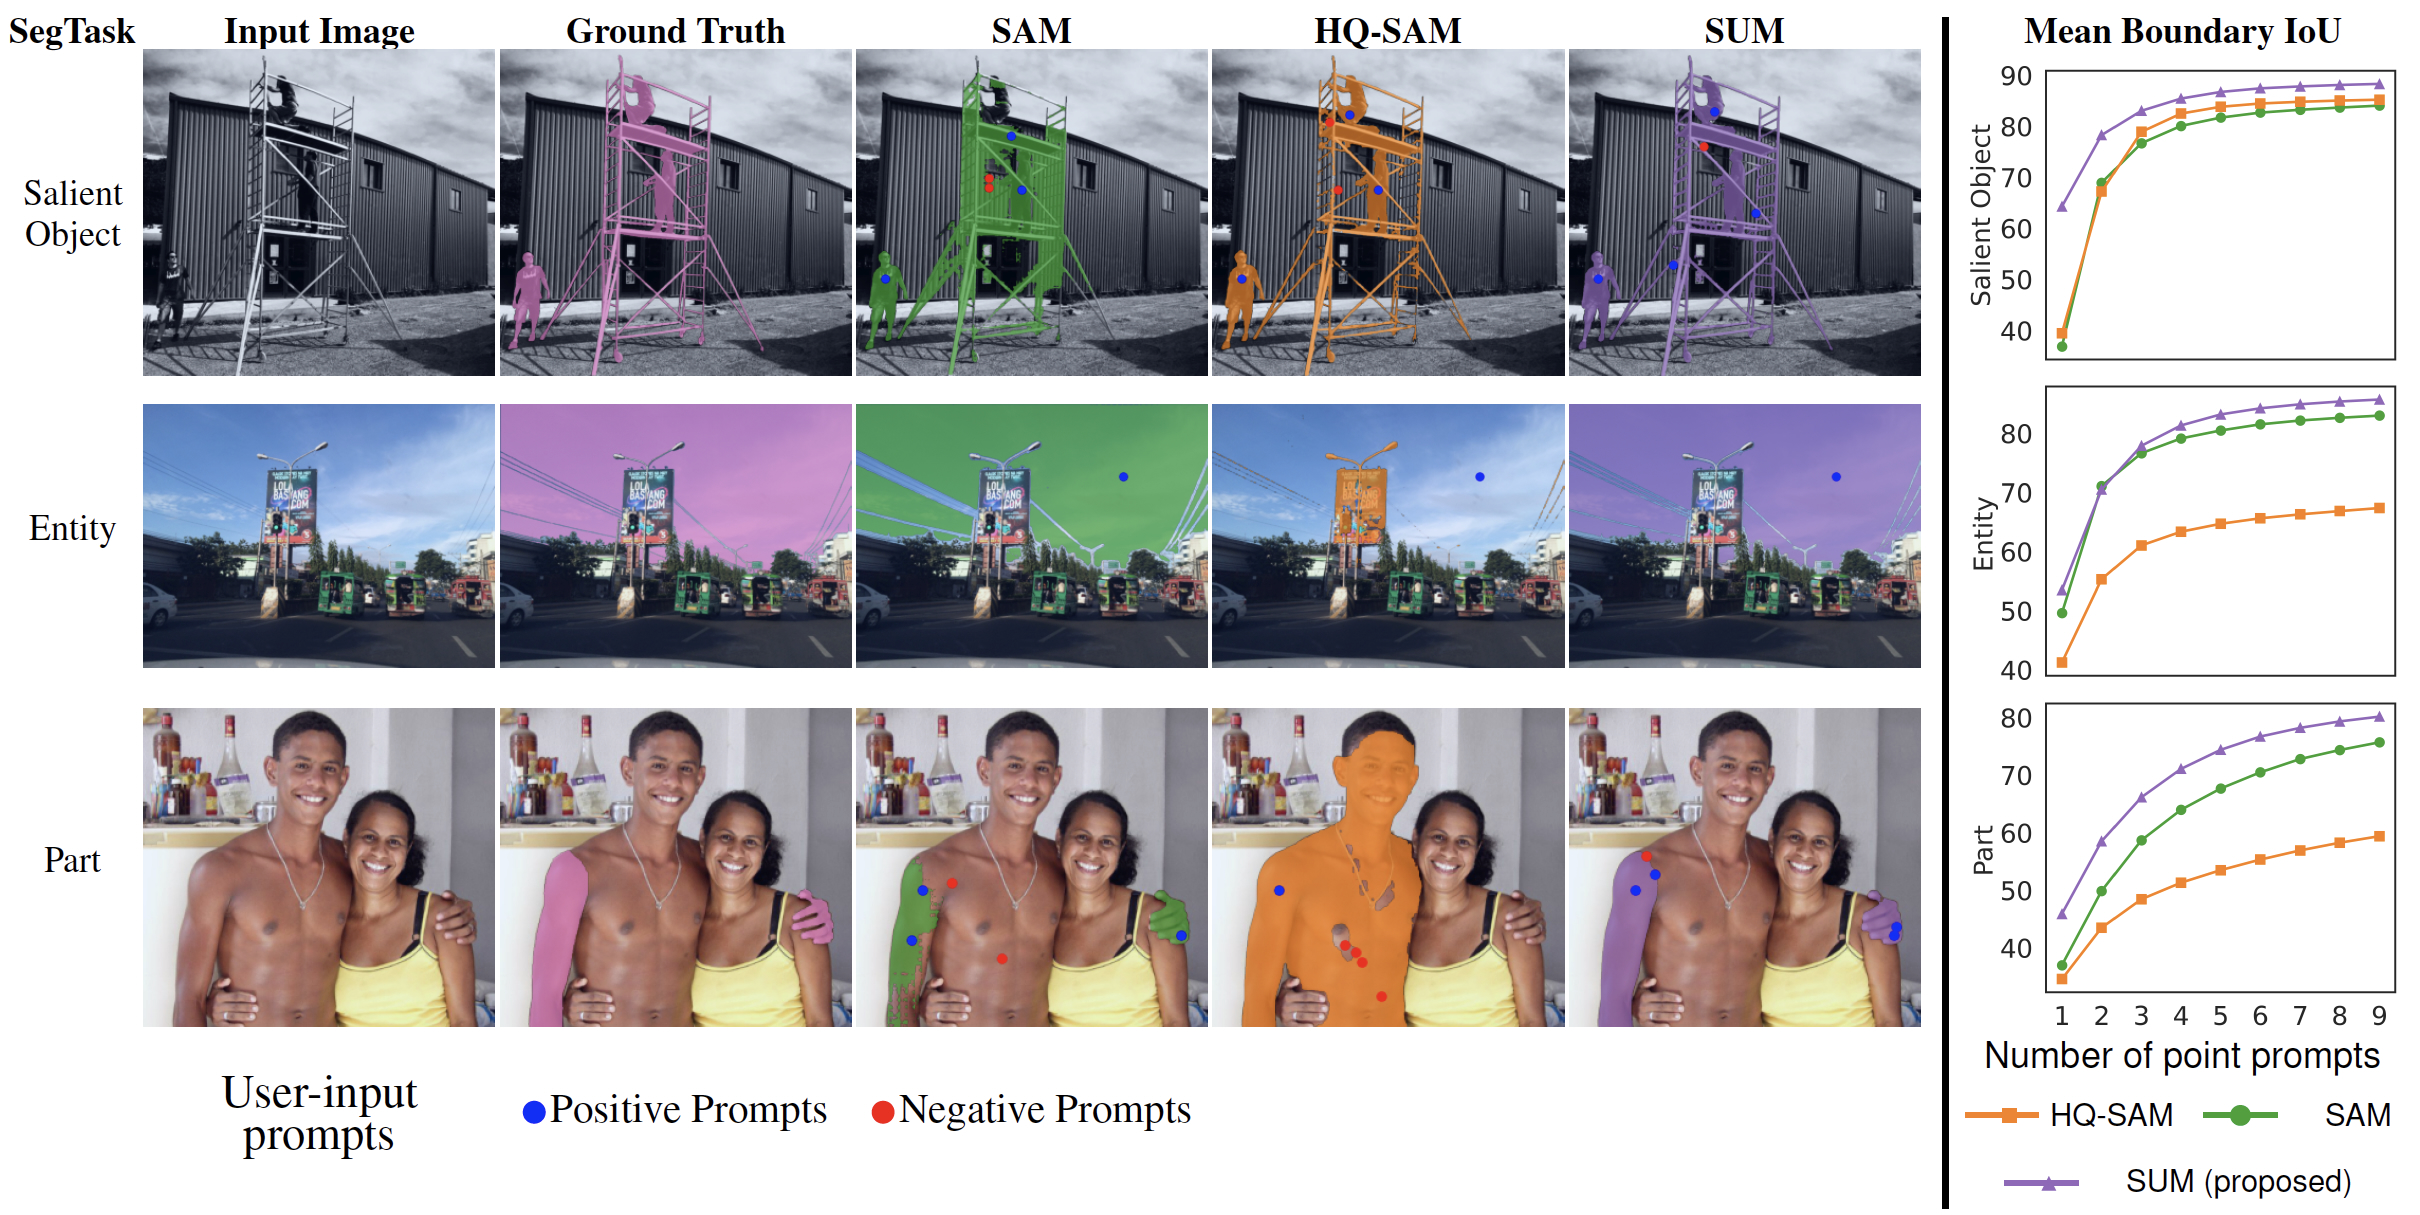 SegTask Input Image Ground Truth SAM HQ-SAM SUM Mean Boundary IoU
Salient
Object
Entity
LOLA
BASYANG
.COM
Part
User-input
prompts
Positive Prompts
Negative Prompts
90
80
70
60
50
40
Salient Object
80
70
60
50
40
Entity
80
70
60
50
40
Part
1 2 3 4 5 6 7 8 9
Number of point prompts
HQ-SAM
SAM
SUM (proposed)